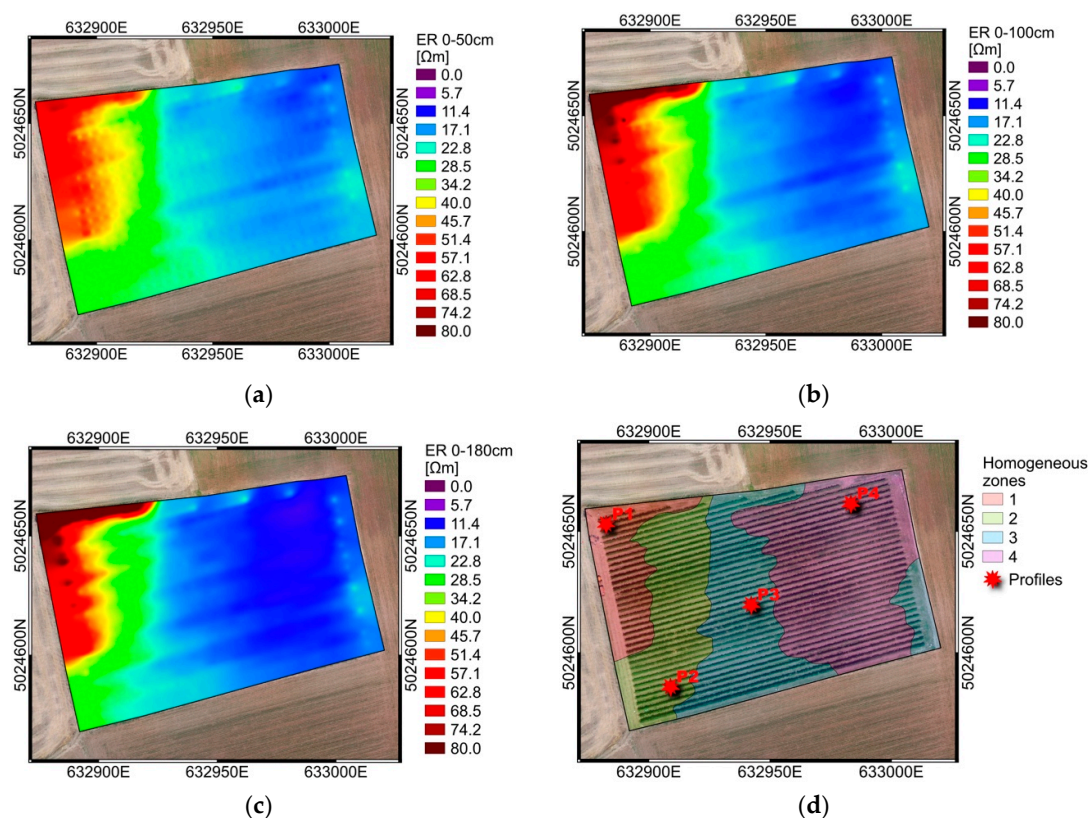 632900E 632950E 633000E
ER 0-50cm
[Ωm]
0.0
5.7
11.4
17.1
22.8
28.5
34.2
40.0
45.7
51.4
57.1
62.8
68.5
74.2
80.0
5024650N
5024600N
5024650N
5024600N
632900E 632950E 633000E
(a)
632900E 632950E 633000E
ER 0-100cm
[Ωm]
0.0
5.7
11.4
17.1
22.8
28.5
34.2
40.0
45.7
51.4
57.1
62.8
68.5
74.2
80.0
5024650N
5024600N
5024650N
5024600N
632900E 632950E 633000E
(b)
632900E 632950E 633000E
ER 0-180cm
[Ωm]
0.0
5.7
11.4
17.1
22.8
28.5
34.2
40.0
45.7
51.4
57.1
62.8
68.5
74.2
80.0
5024650N
5024600N
5024650N
5024600N
632900E 632950E 633000E
(c)
632900E 632950E 633000E
Homogeneous
zones
1
2
3
4
Profiles
P1
P4
P3
P2
5024650N
5024600N
5024650N
5024600N
632900E 632950E 633000E
(d)